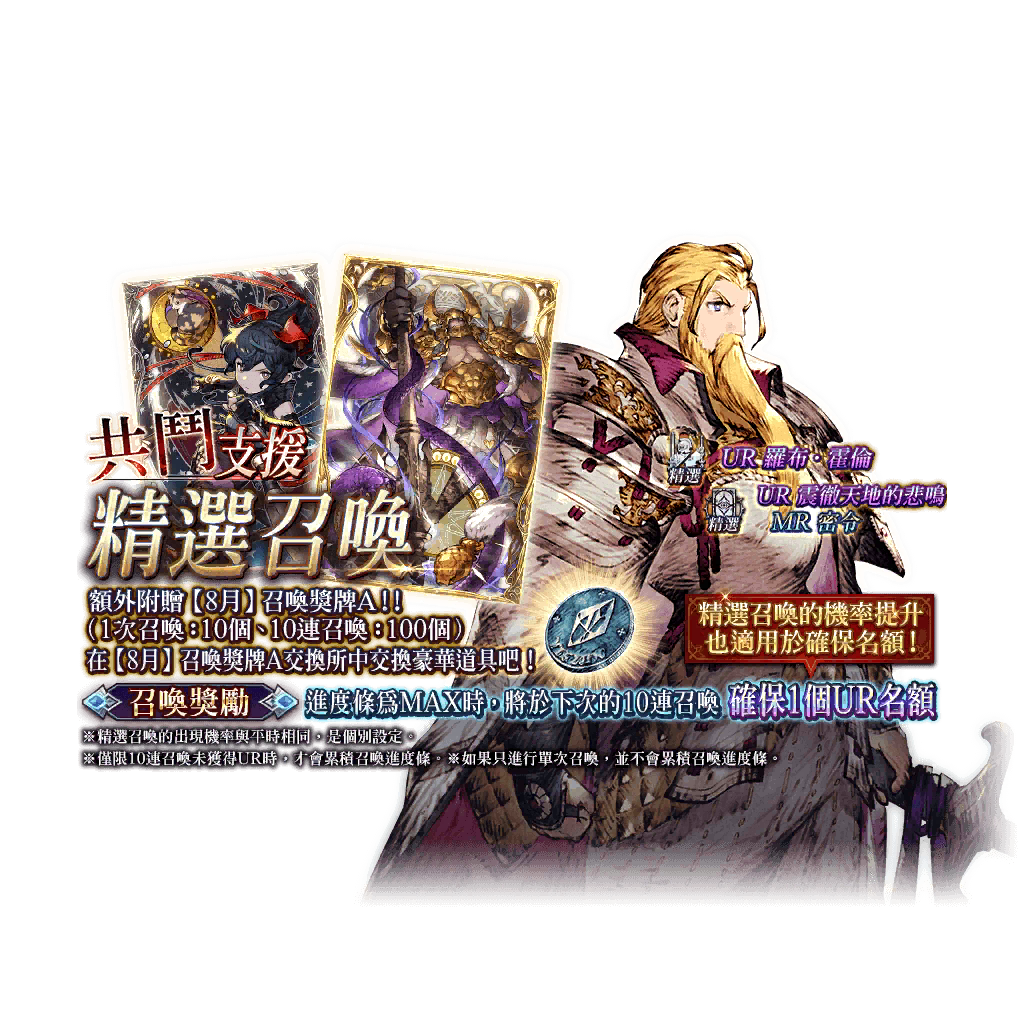 共鬥支援
精選召喚
精選
UR 羅布・霍倫
精選
UR 震徹天地的悲鳴
MR 密令
額外附贈【8月】召喚獎牌A!!
（1次召喚：10個、10連召喚：100個）
在【8月】召喚獎牌A交換所中交換豪華道具吧！
精選召喚的機率提升
也適用於確保名額！
召喚獎勵
進度條為MAX時，將於下次的10連召喚 確保1個UR名額
※精選召喚的出現機率與平時相同，是個別設定。
※僅限10連召喚未獲得UR時，才會累積召喚進度條。※如果只進行單次召喚，並不會累積召喚進度條。